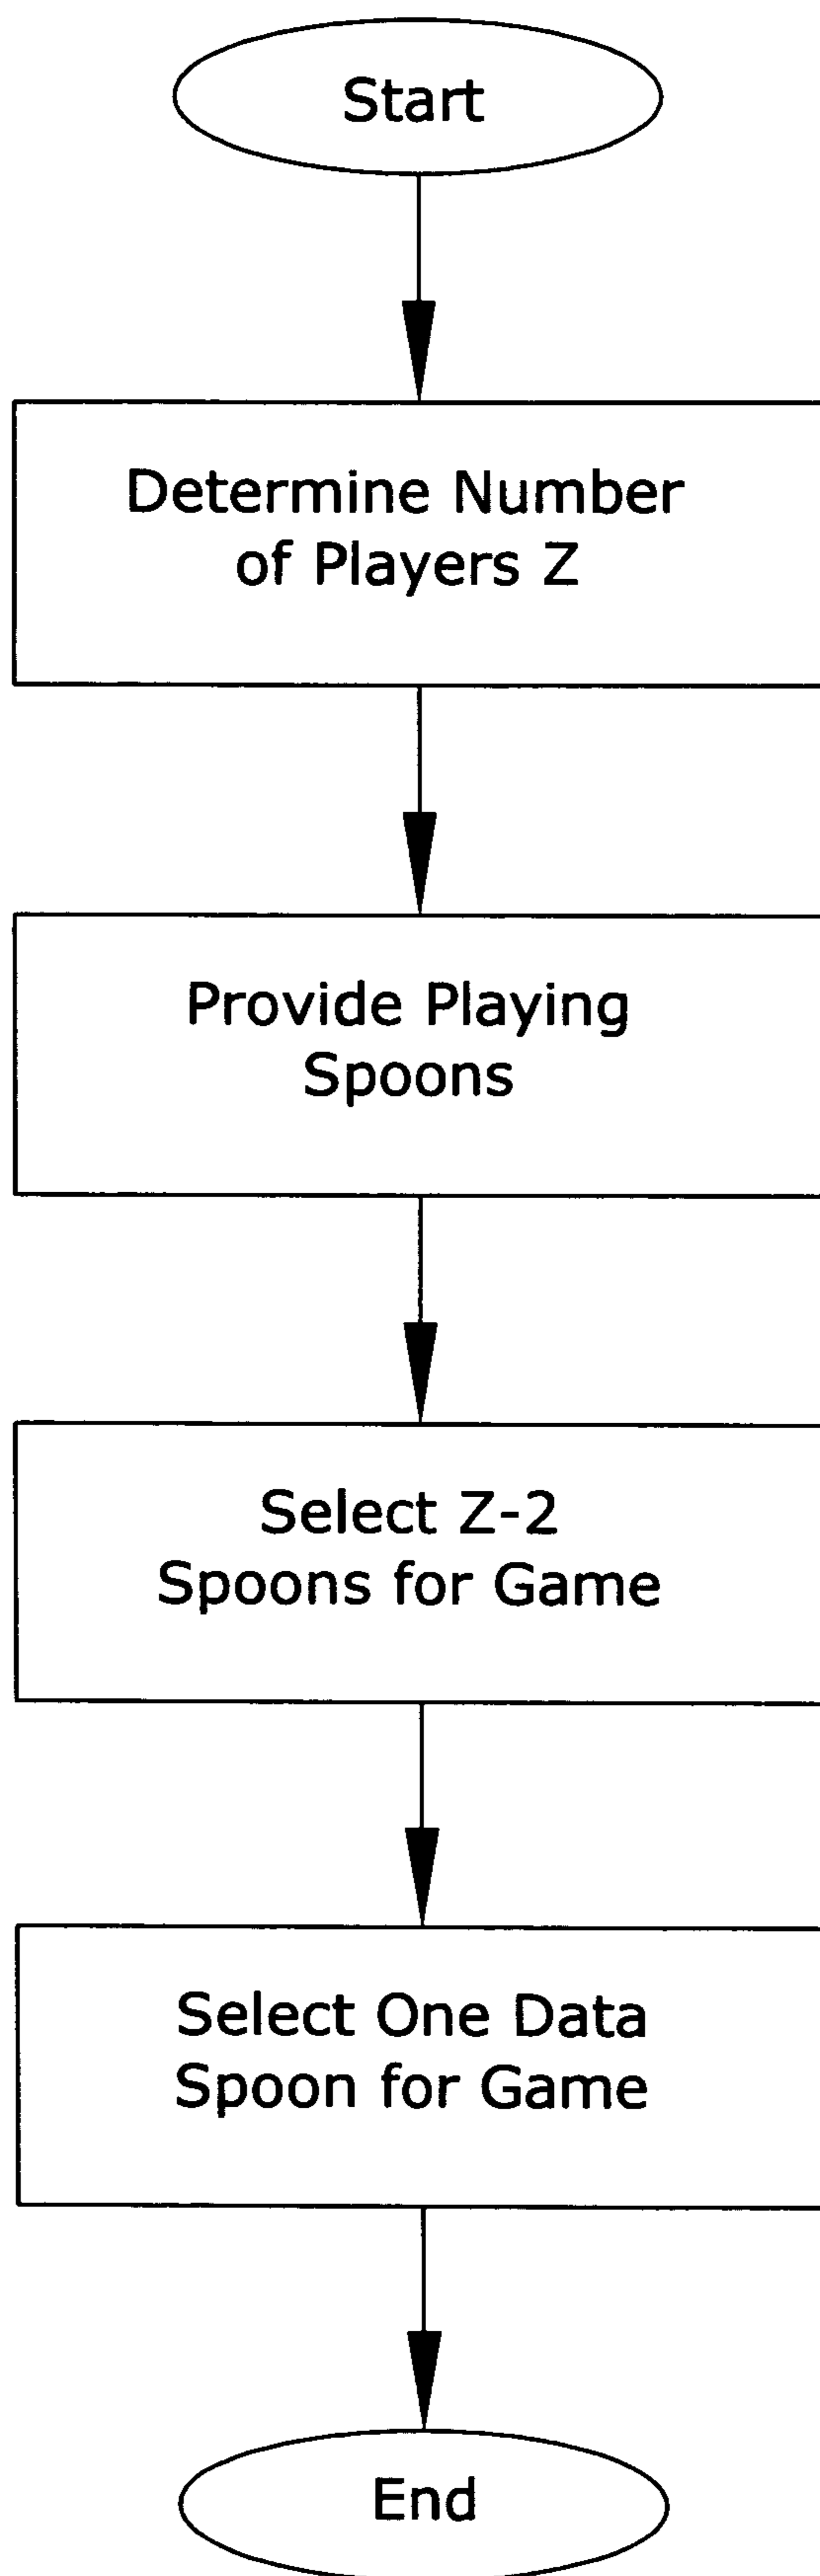 Start
Determine Number
of Players Z
Provide Playing
Spoons
Select Z-2
Spoons for Game
Select One Data
Spoon for Game
End